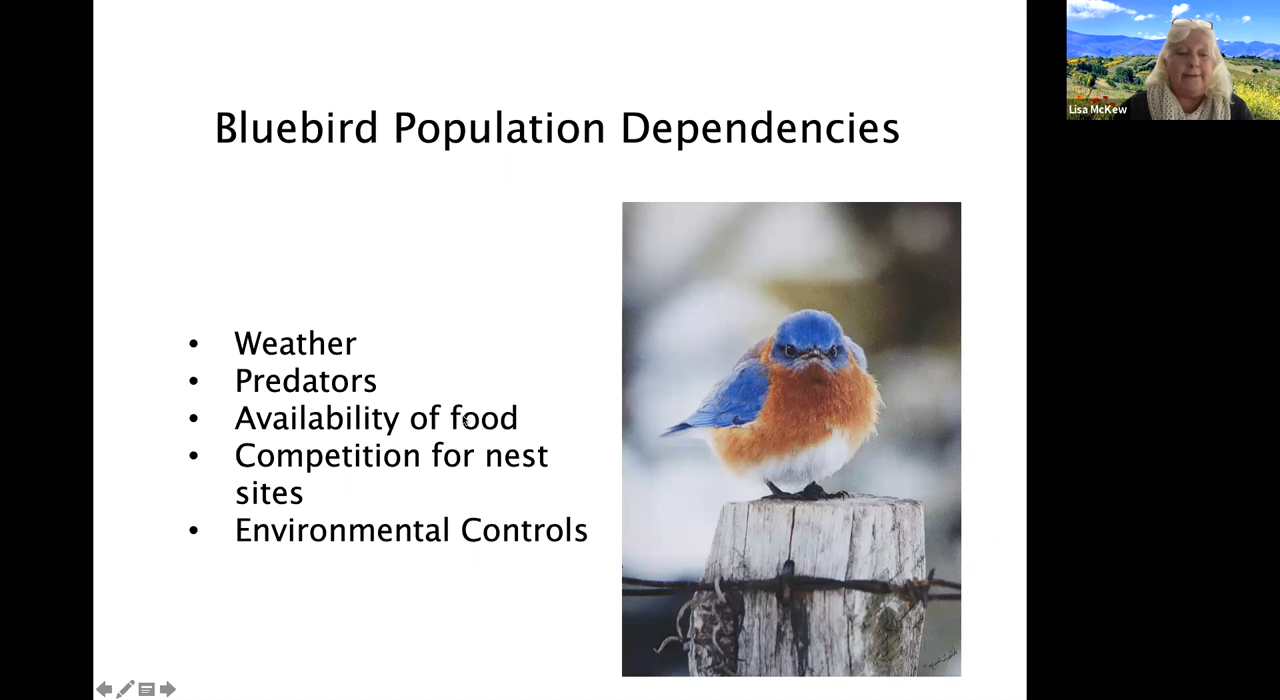 Bluebird Population Dependencies
• Weather
• Predators
• Availability of food
• Competition for nest
sites
• Environmental Controls
Lisa McKew